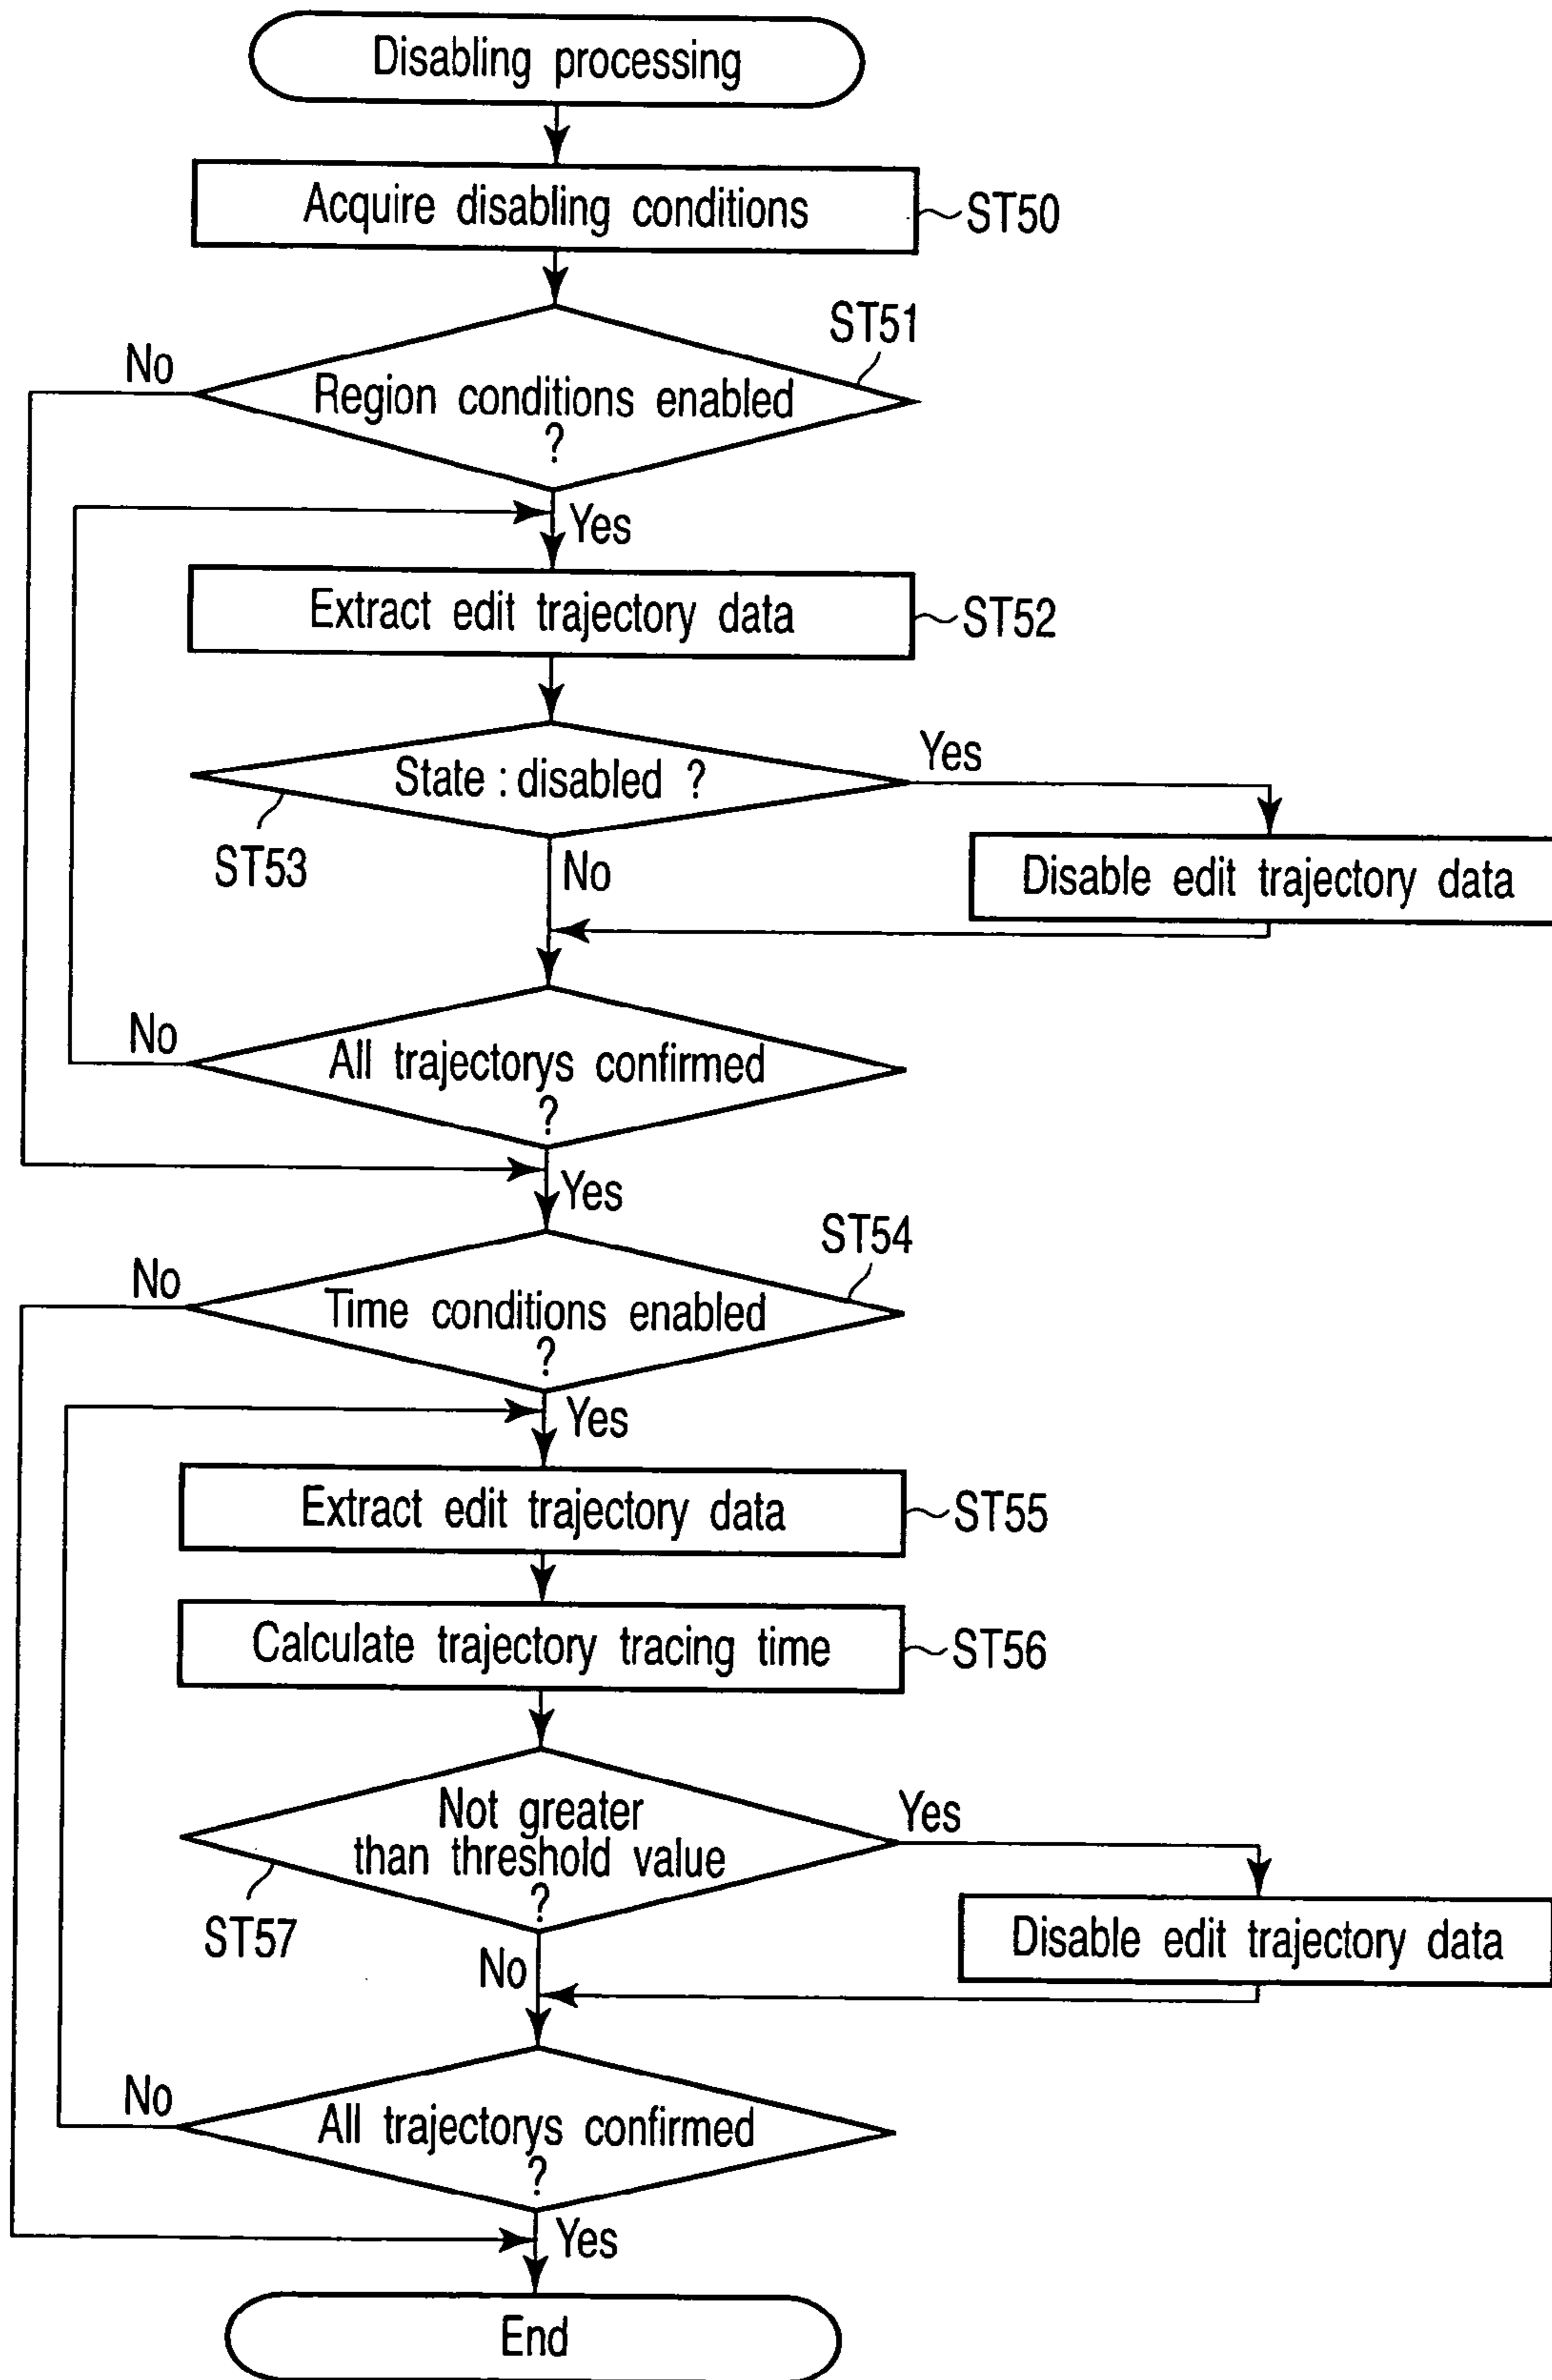 Disabling processing
Acquire disabling conditions
ST50
ST51
No
Region conditions enabled
?
Yes
Extract edit trajectory data
ST52
Yes
State : disabled ?
ST53
No
Disable edit trajectory data
No
All trajectorys confirmed
?
Yes
ST54
No
Time conditions enabled
?
Yes
Extract edit trajectory data
ST55
Calculate trajectory tracing time
ST56
Not greater
than threshold value
?
Yes
ST57
No
Disable edit trajectory data
No
All trajectorys confirmed
?
Yes
End